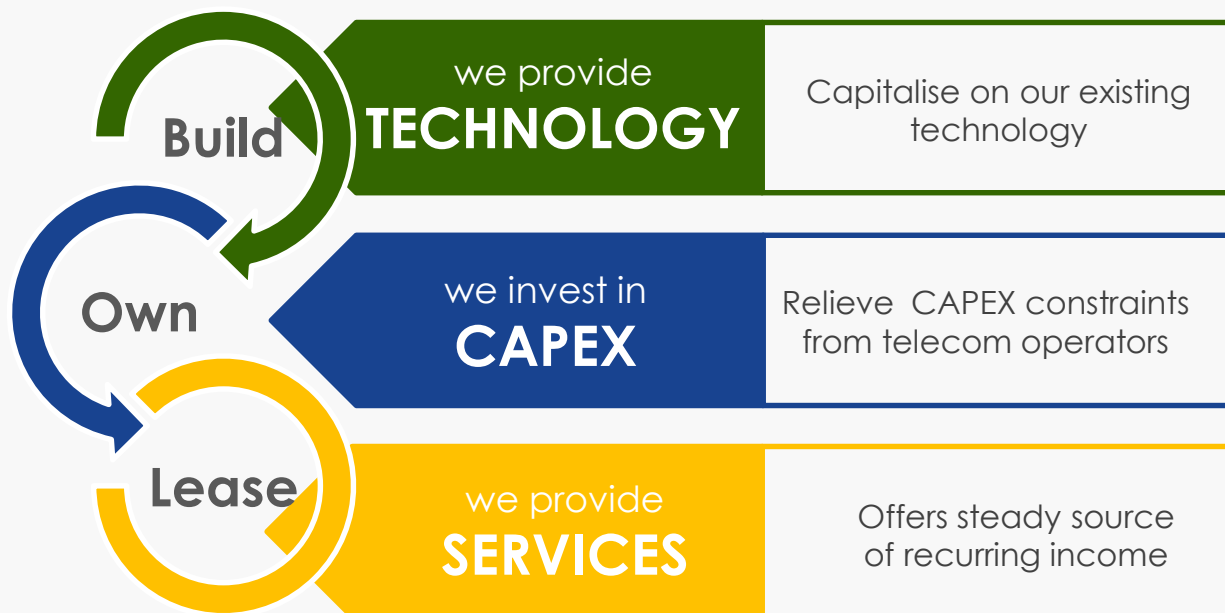 Build
we provide
TECHNOLOGY
Capitalise on our existing
technology
Own
we invest in
CAPEX
Relieve CAPEX constraints
from telecom operators
Lease
we provide
SERVICES
Offers steady source
of recurring income